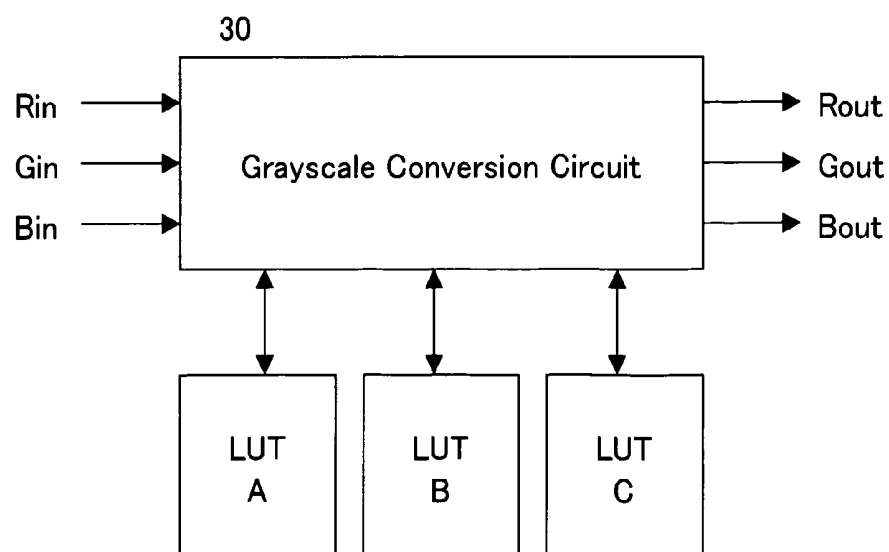 30
Rin
Gin
Bin
Grayscale Conversion Circuit
Rout
Gout
Bout
LUT
A
LUT
B
LUT
C